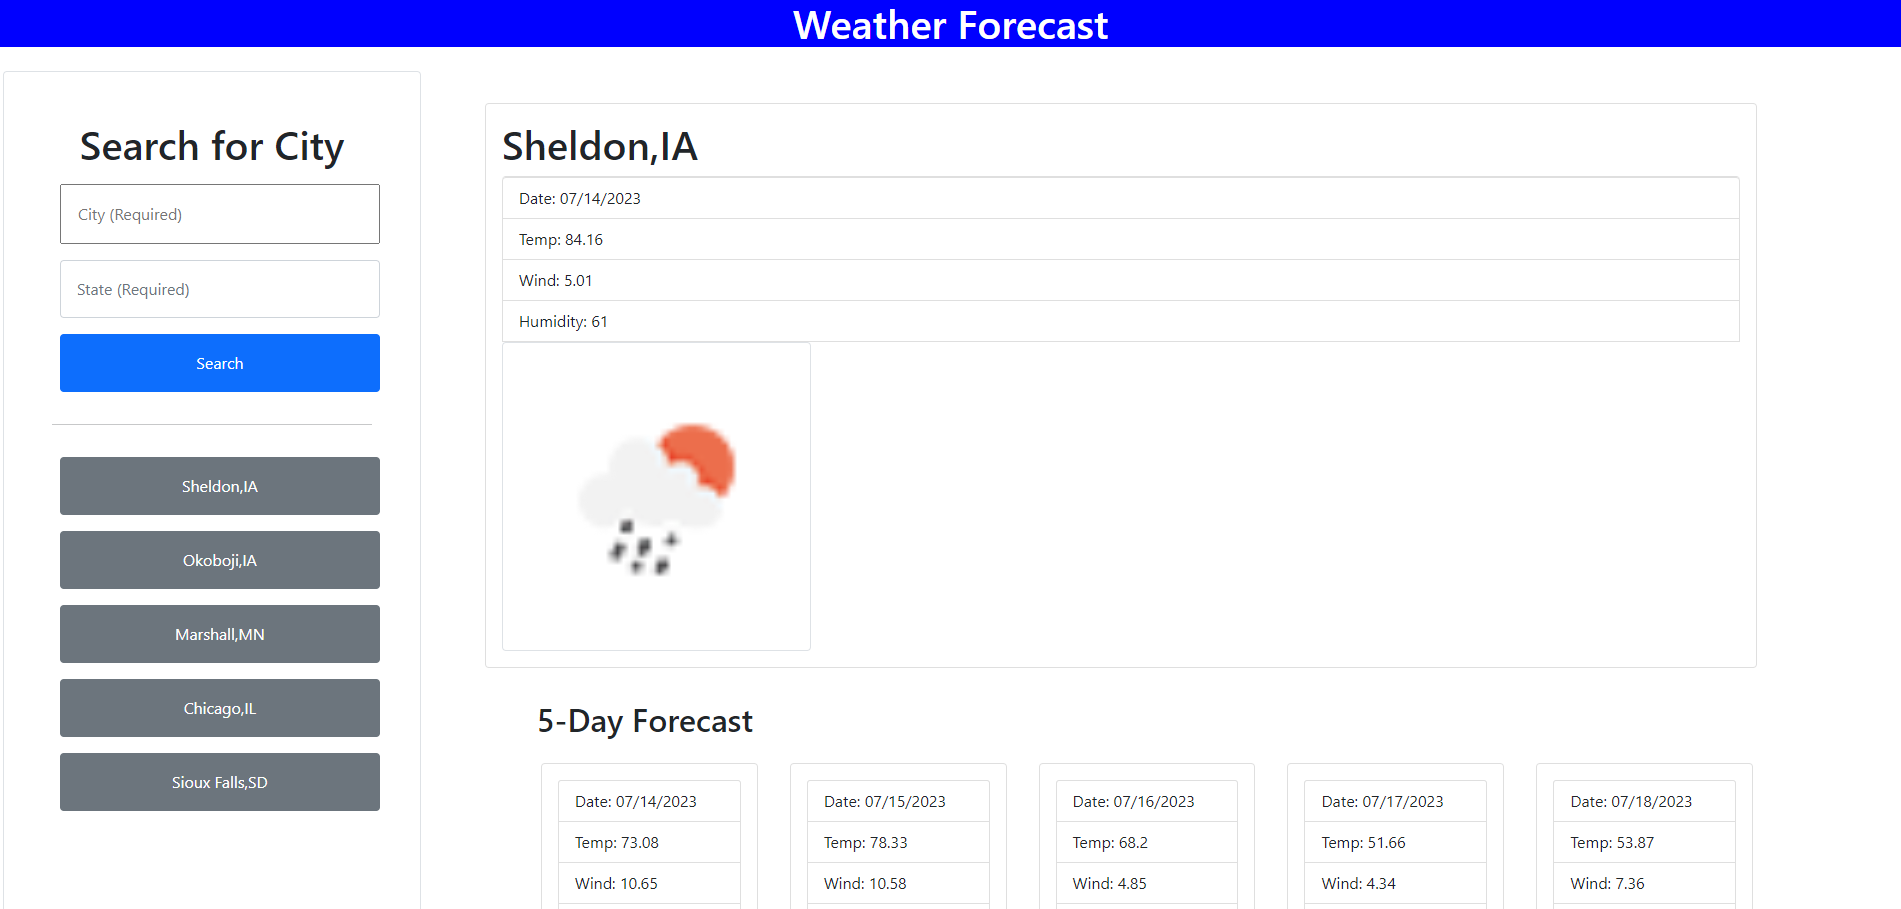 Weather Forecast
Search for City
City (Required)
State (Required)
Search
Sheldon,IA
Okoboji,IA
Marshall,MN
Chicago,IL
Sioux Falls,SD
Sheldon,IA
Date: 07/14/2023
Temp: 84.16
Wind: 5.01
Humidity: 61
5-Day Forecast
Date: 07/14/2023
Temp: 73.08
Wind: 10.65
Date: 07/15/2023
Temp: 78.33
Wind: 10.58
Date: 07/16/2023
Temp: 68.2
Wind: 4.85
Date: 07/17/2023
Temp: 51.66
Wind: 4.34
Date: 07/18/2023
Temp: 53.87
Wind: 7.36